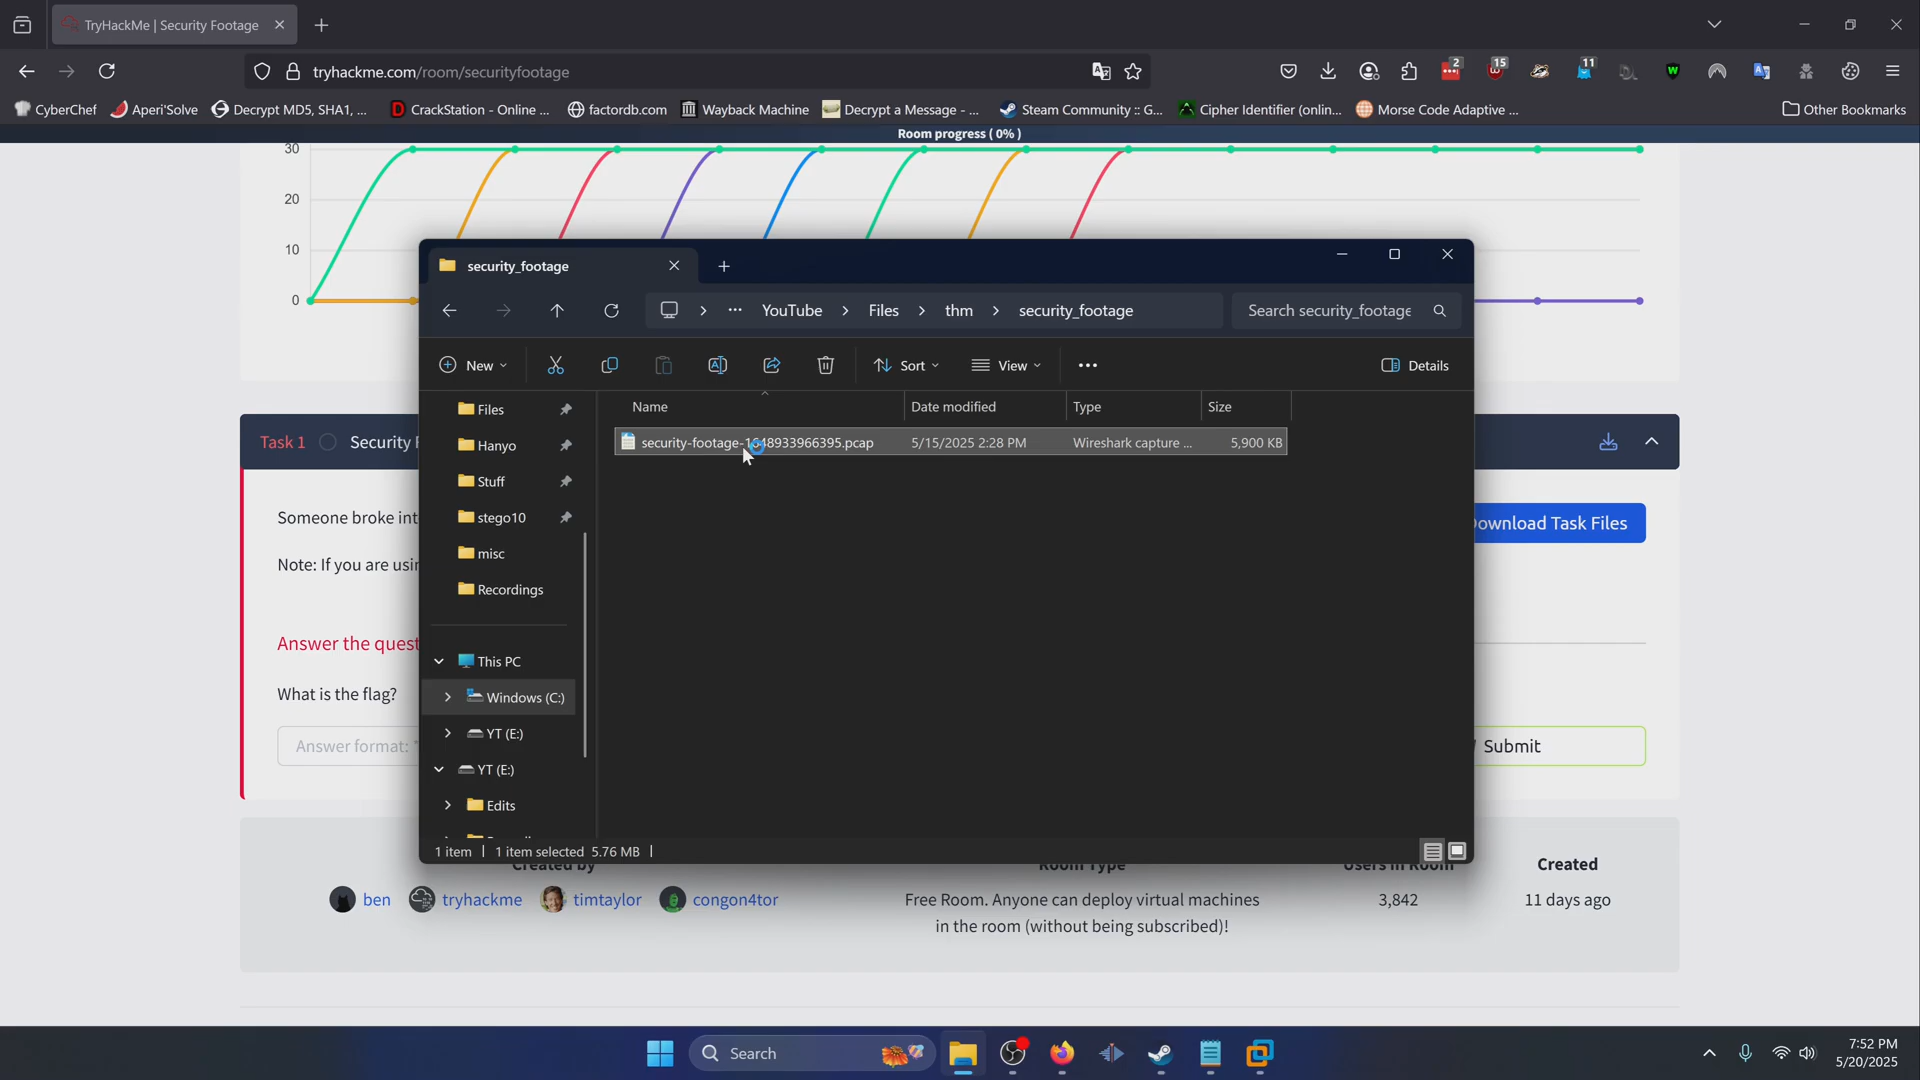 TryHackMe | Security Footage
tryhackme.com/room/securityfootage
2
15
11
CyberChef
Aperi'Solve
Decrypt MD5, SHA1, ...
CrackStation - Online ...
factordb.com
Wayback Machine
Decrypt a Message - ...
Steam Community :: G...
Cipher Identifier (onlin...
Morse Code Adaptive ...
Other Bookmarks
Room progress ( 0% )
30
20
10
0
security_footage
... YouTube Files thm security_footage
Search security_footage
New
Sort
View
Details
Files
Hanyo
Stuff
stego10
misc
Recordings
This PC
Windows (C:)
YT (E:)
YT (E:)
Edits
Name Date modified Type Size
security-footage-1648933966395.pcap 5/15/2025 2:28 PM Wireshark capture ... 5,900 KB
1 item 1 item selected 5.76 MB
Task 1 Security F
Someone broke int
Download Task Files
Note: If you are usin
Answer the quest
What is the flag?
Answer format: *
Submit
Created by
ben tryhackme timtaylor congon4tor
Room Type
Free Room. Anyone can deploy virtual machines
in the room (without being subscribed)!
Users in Room
3,842
Created
11 days ago
Search
7:52 PM
5/20/2025